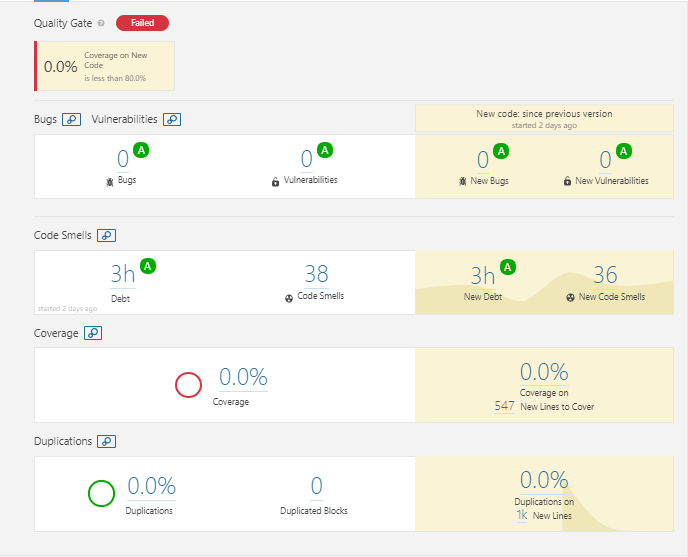 Quality Gate Failed
0.0% Coverage on New
Code
is less than 80.0%
Bugs Vulnerabilities
New code: since previous version
started 2 days ago
0 A 0 A 0 A 0 A
Bugs Vulnerabilities New Bugs New Vulnerabilities
Code Smells
3h A 38 3h A 36
Debt Code Smells New Debt New Code Smells
started 2 days ago
Coverage
0.0% 0.0%
Coverage Coverage on
547 New Lines to Cover
Duplications
0.0% 0 0.0%
Duplications Duplicated Blocks Duplications on
1k New Lines